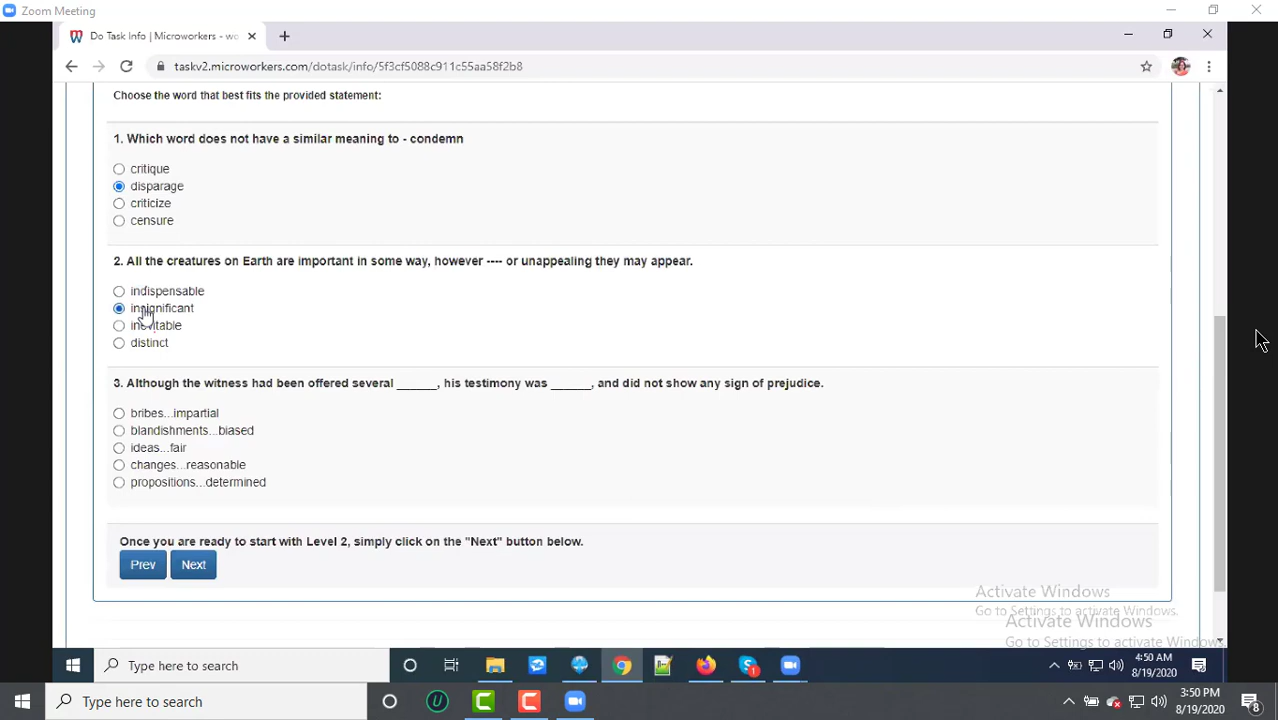 Zoom Meeting
Do Task Info | Microworkers - wo
taskv2.microworkers.com/dotask/info/5f3cf5088c911c55aa58f2b8
Choose the word that best fits the provided statement:
1. Which word does not have a similar meaning to - condemn
critique
disparage
criticize
censure
2. All the creatures on Earth are important in some way, however ---- or unappealing they may appear.
indispensable
insignificant
inevitable
distinct
3. Although the witness had been offered several ______, his testimony was ______, and did not show any sign of prejudice.
bribes...impartial
blandishments...biased
ideas...fair
changes...reasonable
propositions...determined
Once you are ready to start with Level 2, simply click on the "Next" button below.
Prev Next
Activate Windows
Go to Settings to activate Windows.
Activate Windows
Go to Settings to activate Windows.
Type here to search
4:50 AM
8/19/2020
Type here to search
3:50 PM
8/19/2020
8